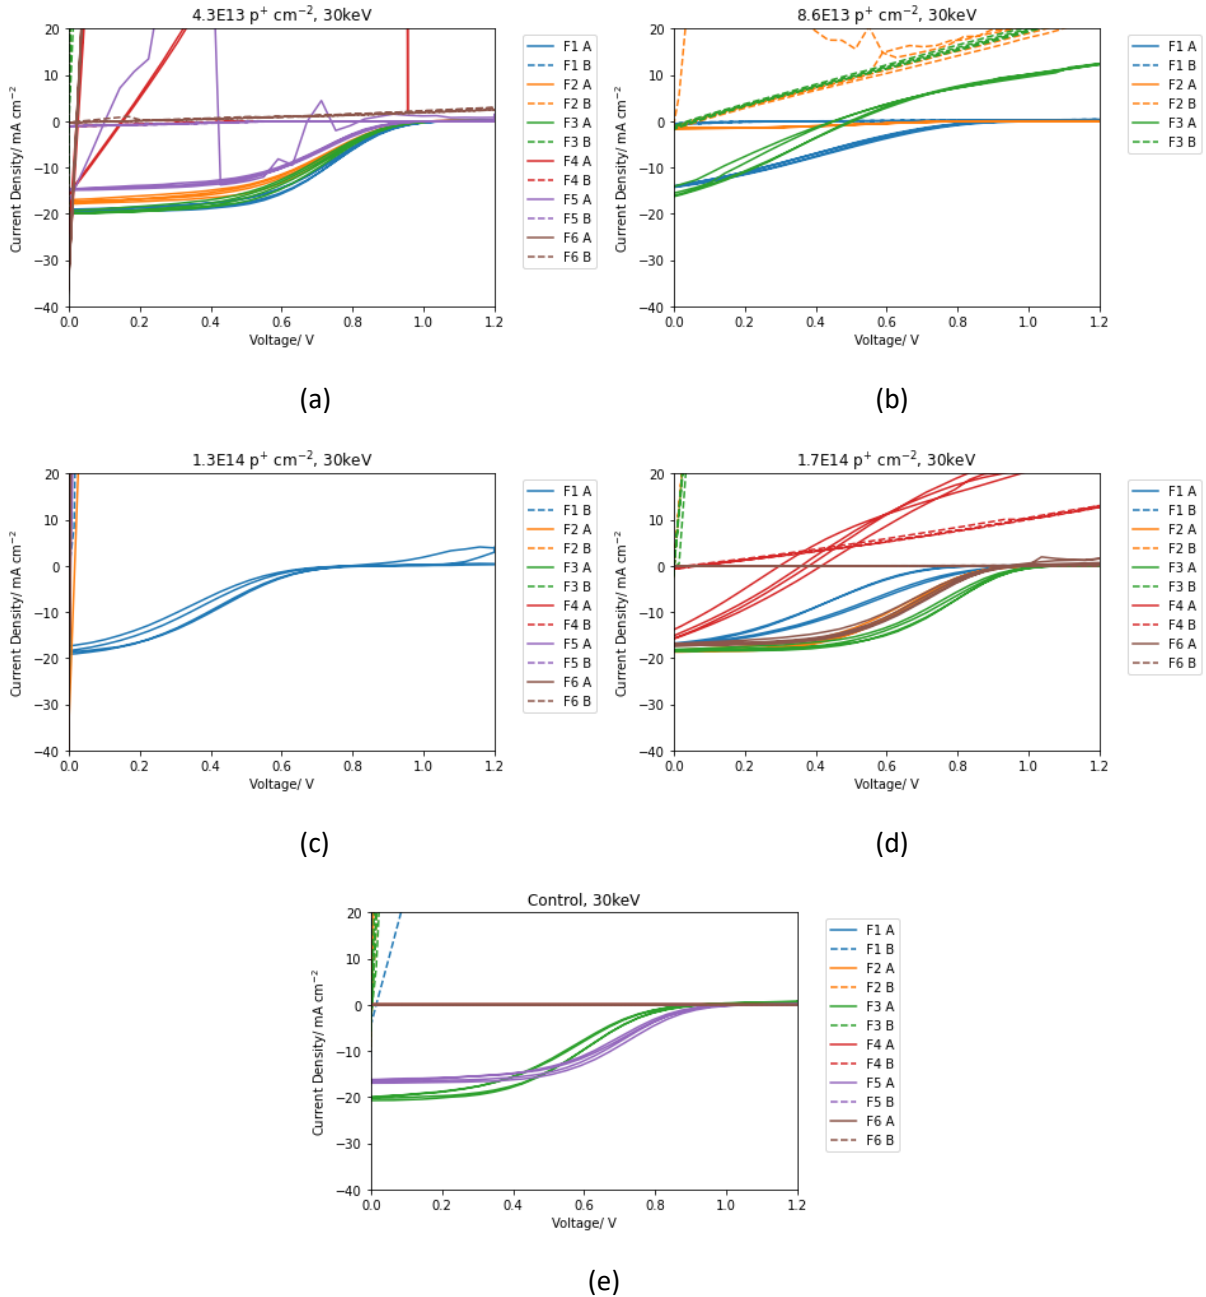 4.3E13 p⁺ cm⁻², 30keV
20
10
0
−10
−20
−30
−40
Current Density/ mA cm⁻²
0.0 0.2 0.4 0.6 0.8 1.0 1.2
Voltage/ V
F1 A
F1 B
F2 A
F2 B
F3 A
F3 B
F4 A
F4 B
F5 A
F5 B
F6 A
F6 B
(a)
8.6E13 p⁺ cm⁻², 30keV
20
10
0
−10
−20
−30
−40
Current Density/ mA cm⁻²
0.0 0.2 0.4 0.6 0.8 1.0 1.2
Voltage/ V
F1 A
F1 B
F2 A
F2 B
F3 A
F3 B
(b)
1.3E14 p⁺ cm⁻², 30keV
20
10
0
−10
−20
−30
−40
Current Density/ mA cm⁻²
0.0 0.2 0.4 0.6 0.8 1.0 1.2
Voltage/ V
F1 A
F1 B
F2 A
F2 B
F3 A
F3 B
F4 A
F4 B
F5 A
F5 B
F6 A
F6 B
(c)
1.7E14 p⁺ cm⁻², 30keV
20
10
0
−10
−20
−30
−40
Current Density/ mA cm⁻²
0.0 0.2 0.4 0.6 0.8 1.0 1.2
Voltage/ V
F1 A
F1 B
F2 A
F2 B
F3 A
F3 B
F4 A
F4 B
F6 A
F6 B
(d)
Control, 30keV
20
10
0
−10
−20
−30
−40
Current Density/ mA cm⁻²
0.0 0.2 0.4 0.6 0.8 1.0 1.2
Voltage/ V
F1 A
F1 B
F2 A
F2 B
F3 A
F3 B
F4 A
F4 B
F5 A
F5 B
F6 A
F6 B
(e)